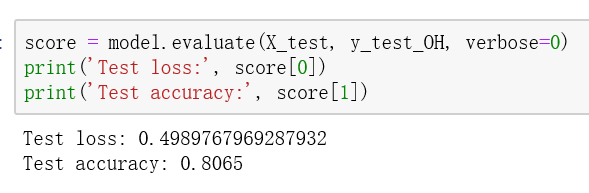 score = model.evaluate(X_test, y_test_OH, verbose=0)
print('Test loss:', score[0])
print('Test accuracy:', score[1])
Test loss: 0.4989767969287932
Test accuracy: 0.8065